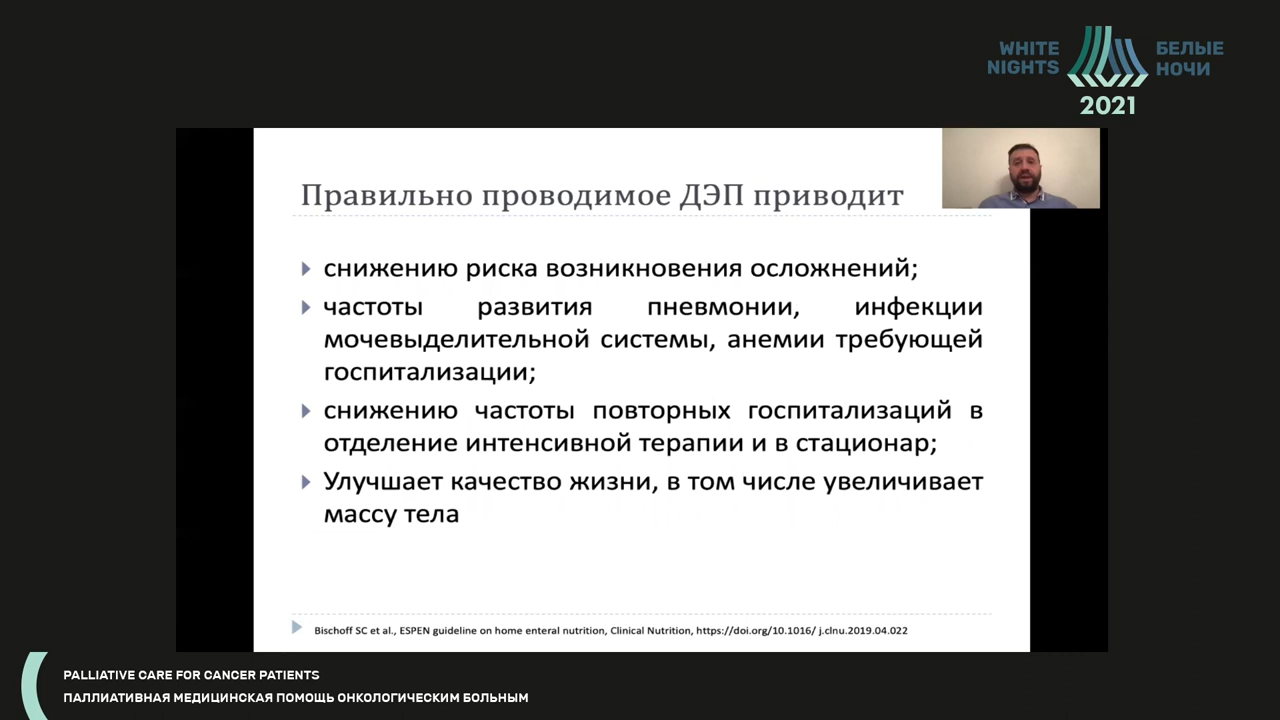 WHITE NIGHTS
БЕЛЫЕ НОЧИ
2021
Правильно проводимое ДЭП приводит
снижению риска возникновения осложнений;
частоты развития пневмонии, инфекции
мочевыделительной системы, анемии требующей
госпитализации;
снижению частоты повторных госпитализаций в
отделение интенсивной терапии и в стационар;
Улучшает качество жизни, в том числе увеличивает
массу тела
Bischoff SC et al., ESPEN guideline on home enteral nutrition, Clinical Nutrition, https://doi.org/10.1016/ j.clnu.2019.04.022
PALLIATIVE CARE FOR CANCER PATIENTS
ПАЛЛИАТИВНАЯ МЕДИЦИНСКАЯ ПОМОЩЬ ОНКОЛОГИЧЕСКИМ БОЛЬНЫМ